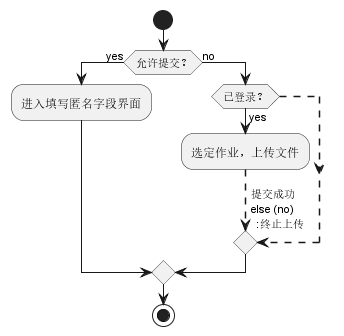 允许提交？
yes
no
进入填写匿名字段界面
已登录？
yes
选定作业，上传文件
提交成功
else (no)
:终止上传